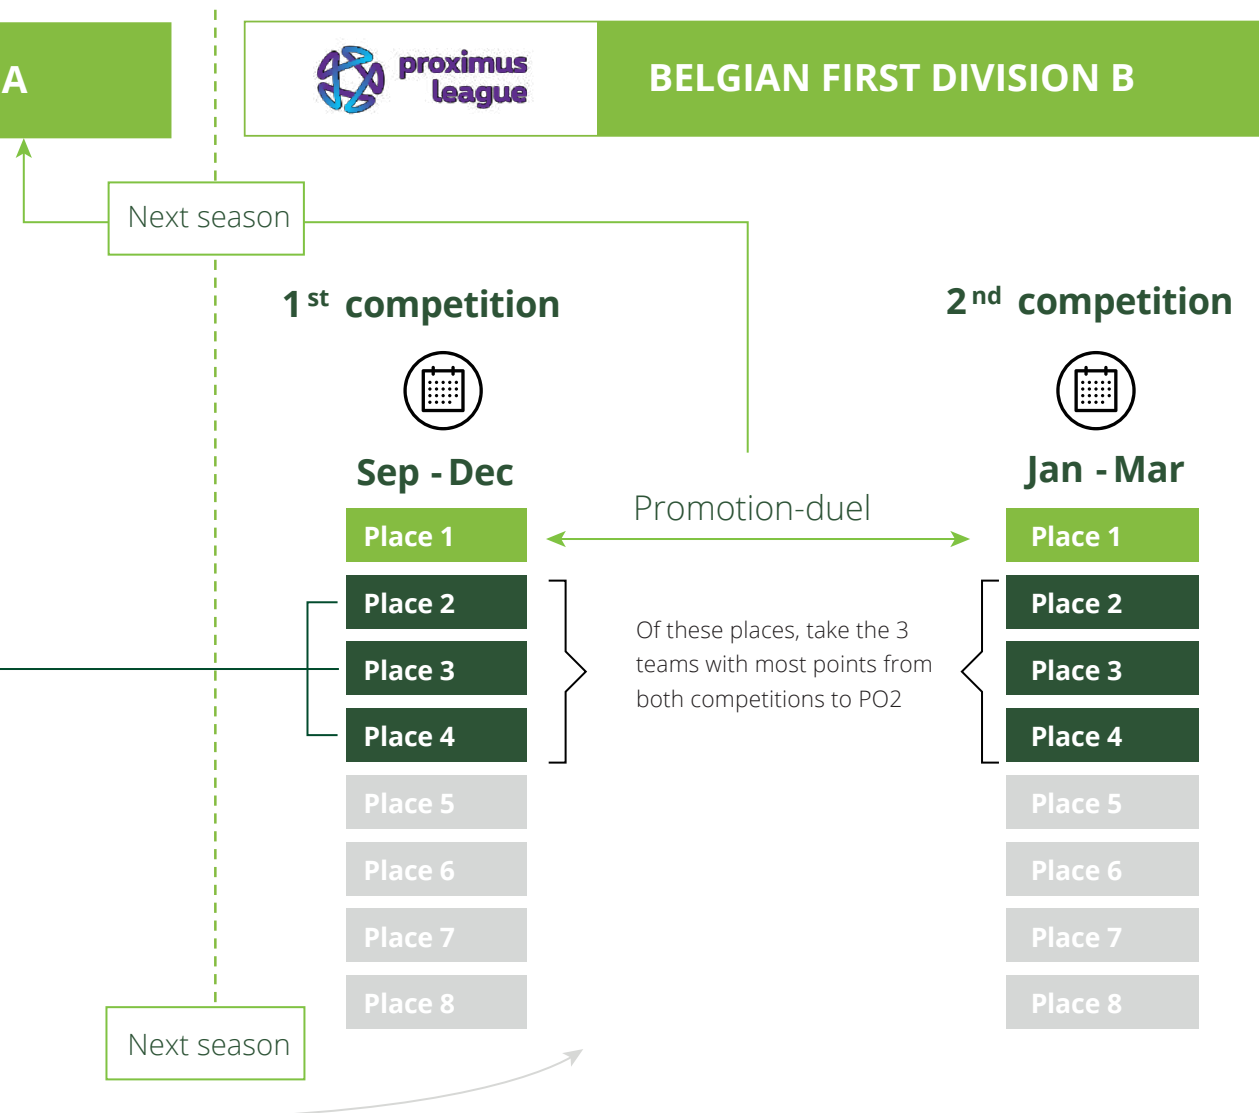 A
proximus
league
BELGIAN FIRST DIVISION B
Next season
1st competition
2nd competition
Sep - Dec
Jan - Mar
Promotion-duel
Place 1
Place 2
Place 3
Place 4
Place 5
Place 6
Place 7
Place 8
Of these places, take the 3
teams with most points from
both competitions to PO2
Place 1
Place 2
Place 3
Place 4
Place 5
Place 6
Place 7
Place 8
Next season